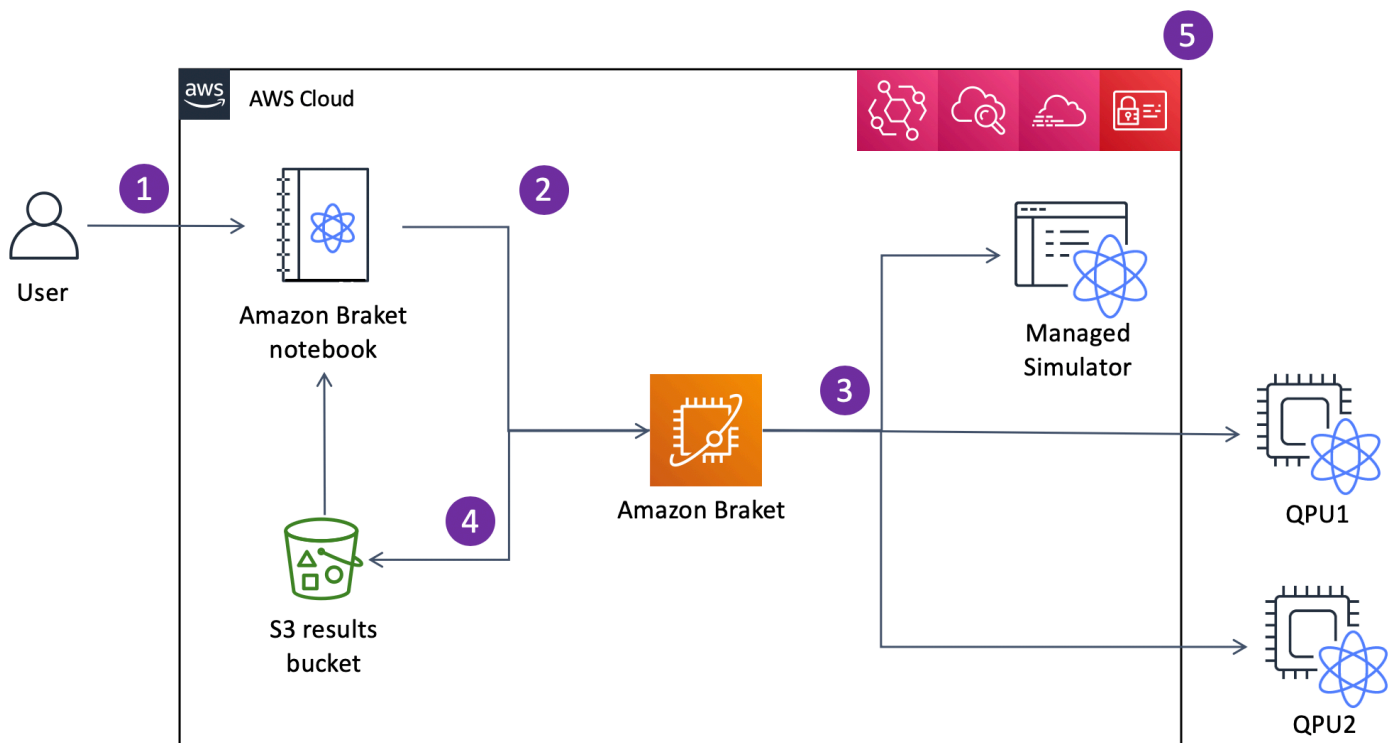 5
aws
AWS Cloud
1
2
User
Amazon Braket
notebook
Managed
Simulator
3
Amazon Braket
QPU1
4
S3 results
bucket
QPU2